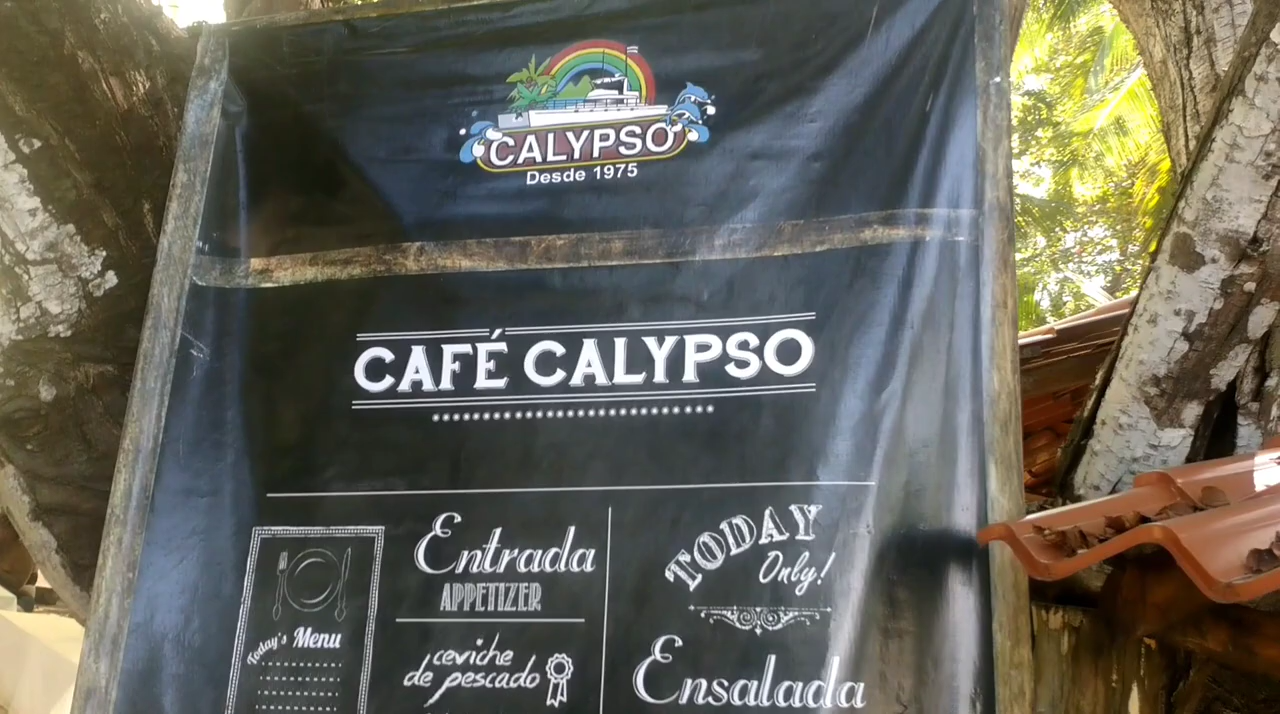 CALYPSO
Desde 1975
CAFÉ CALYPSO
Today's Menu
Entrada
APPETIZER
ceviche
de pescado
TODAY
Only!
Ensalada